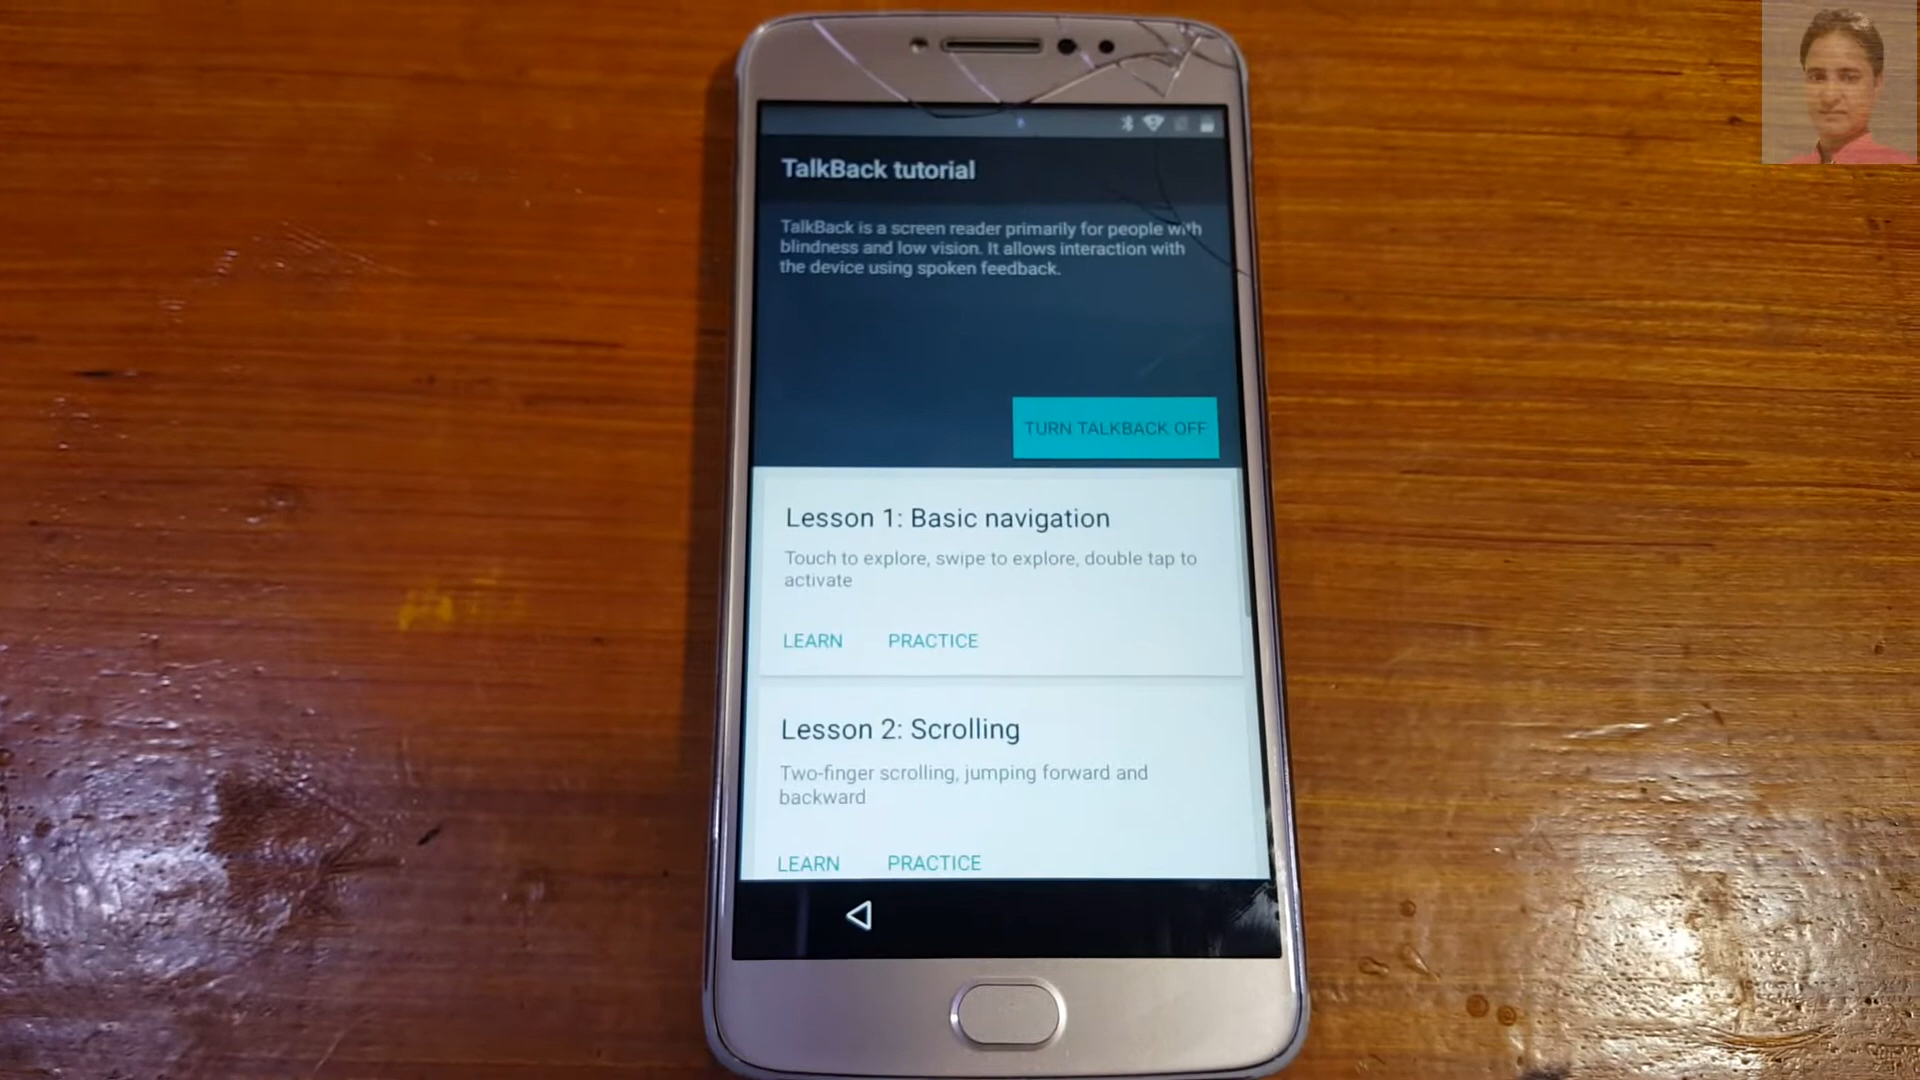 TalkBack tutorial
TalkBack is a screen reader primarily for people with
blindness and low vision. It allows interaction with
the device using spoken feedback.
TURN TALKBACK OFF
Lesson 1: Basic navigation
Touch to explore, swipe to explore, double tap to
activate
LEARN PRACTICE
Lesson 2: Scrolling
Two-finger scrolling, jumping forward and
backward
LEARN PRACTICE